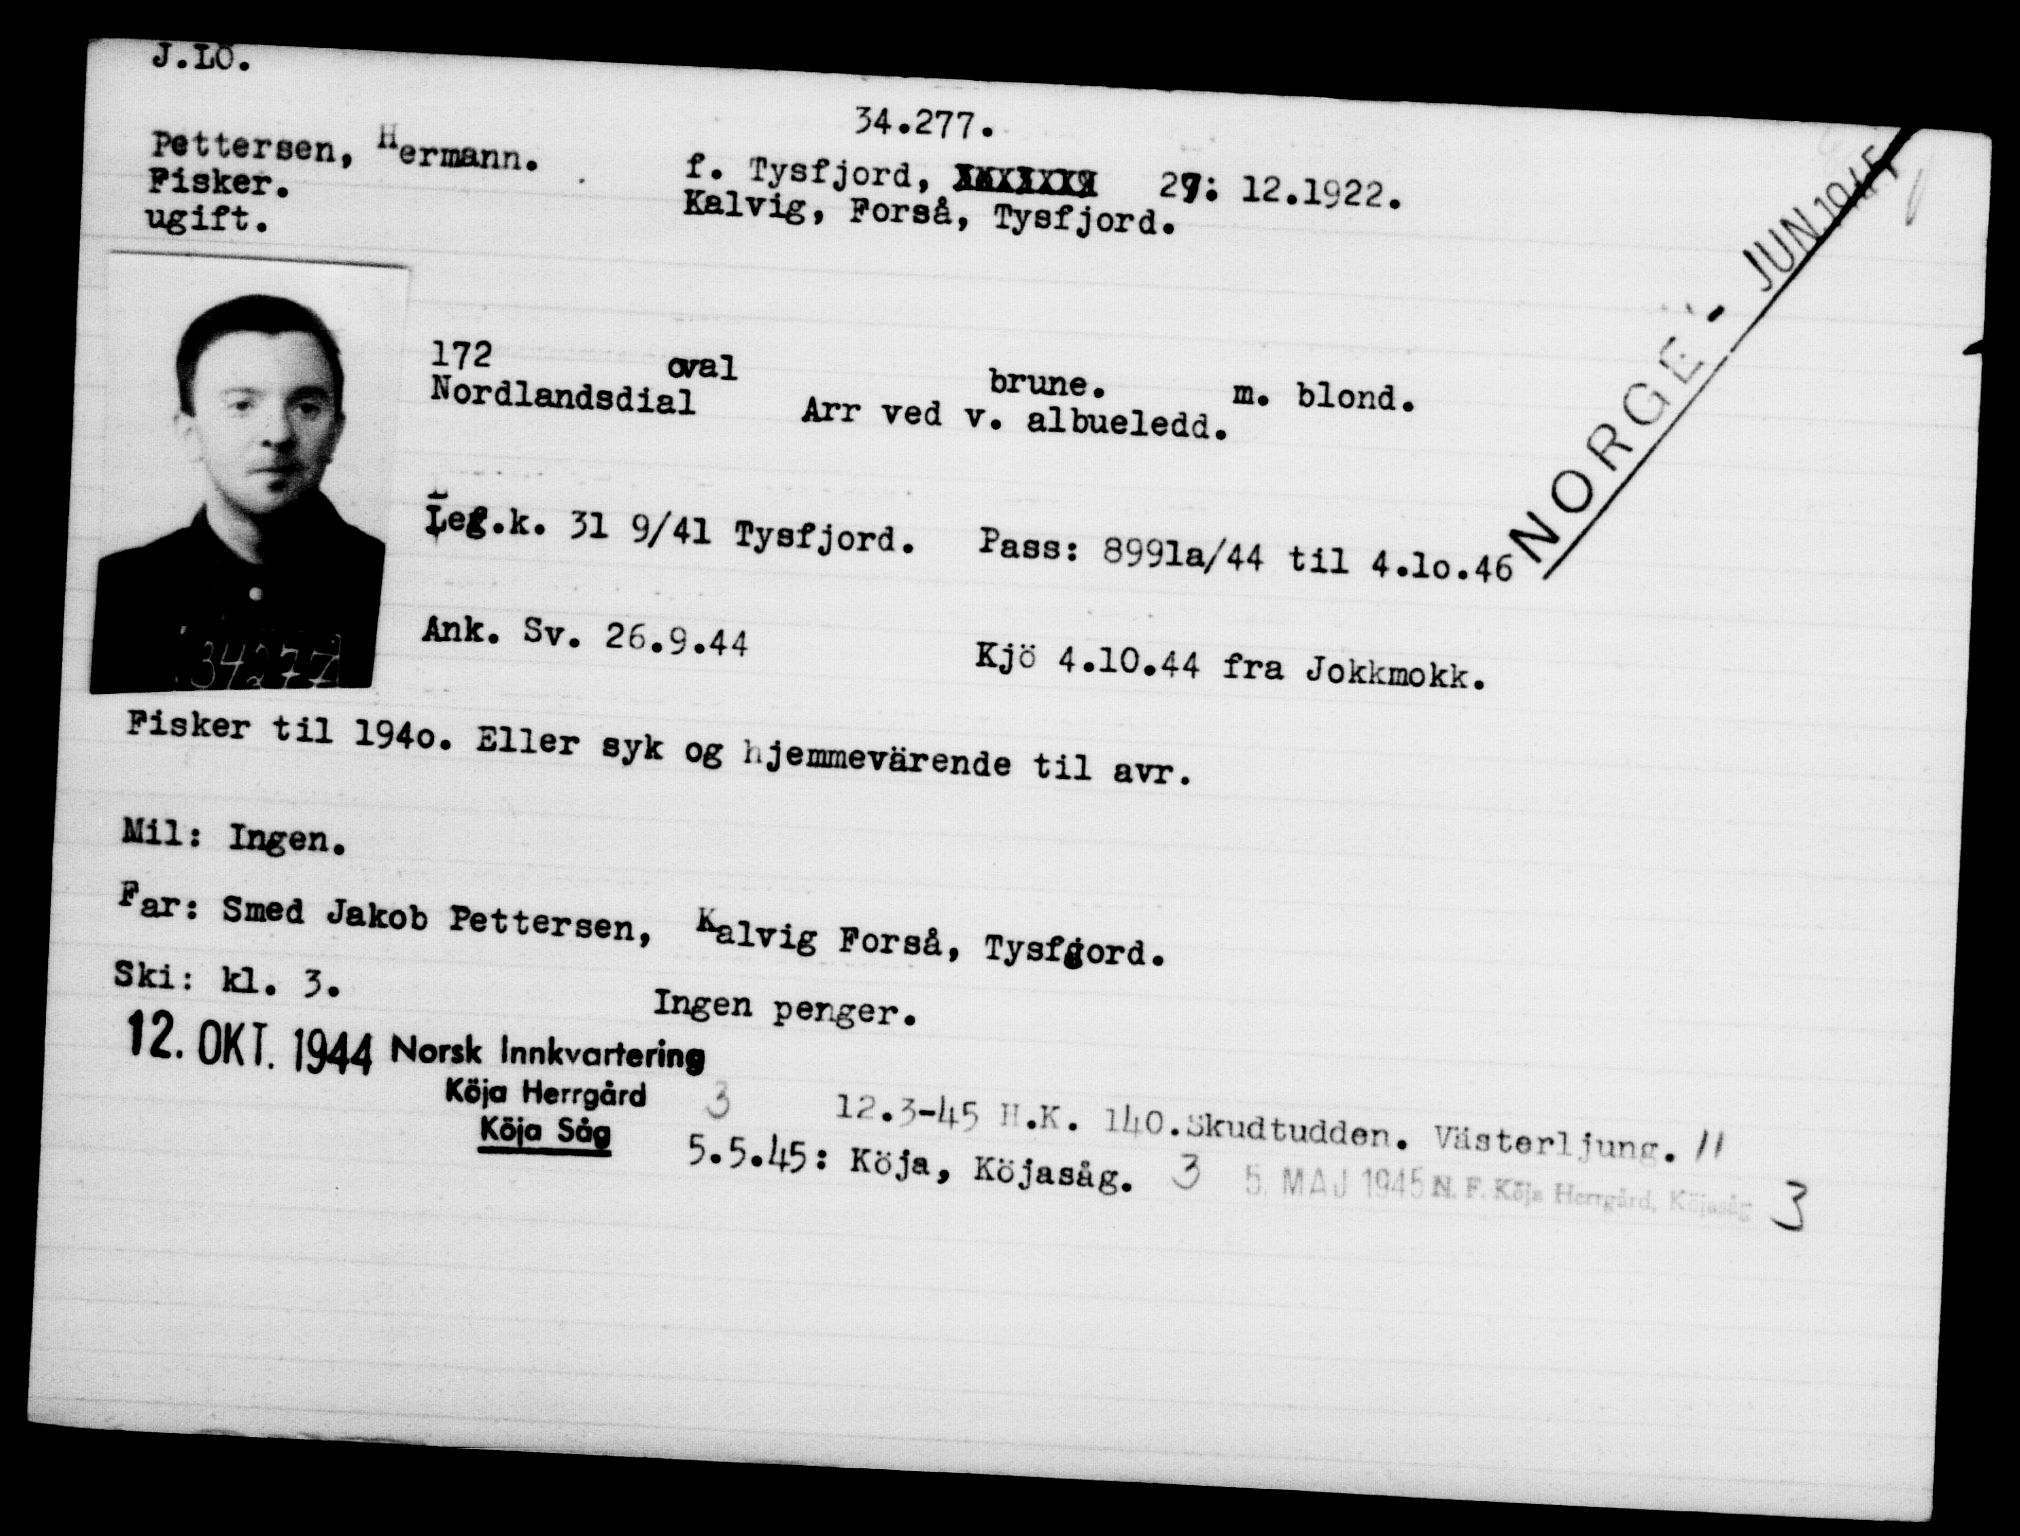 J.LO.
34.277.
Pettersen, Hermann.
f. Tysfjord, 12.1922.
Fisker.
Kalvig, Forså, Tysfjord.
ugift.
NORGE - JUN 1945
172 oval brune. m. blond.
Nordlandsdial Arr ved v. albueledd.
Leg.k. 31 9/41 Tysfjord. Pass: 8991a/44 til 4.1o.46
Ank. Sv. 26.9.44 Kjö 4.10.44 fra Jokkmokk.
34277
Fisker til 194o. Eller syk og hjemmevärende til avr.
Mil: Ingen.
Far: Smed Jakob Pettersen, Kalvig Forså, Tysfjord.
Ski: kl. 3. Ingen penger.
12. OKT. 1944 Norsk Innkvartering
Köja Herrgård
Köja Såg
3 12.3-45 H.K. 140.Skudtudden. Västerljung. 11
5.5.45: Köja, Köjasåg. 3 5. MAJ 1945 N. F. Köja Herrgård, Köjasåg 3